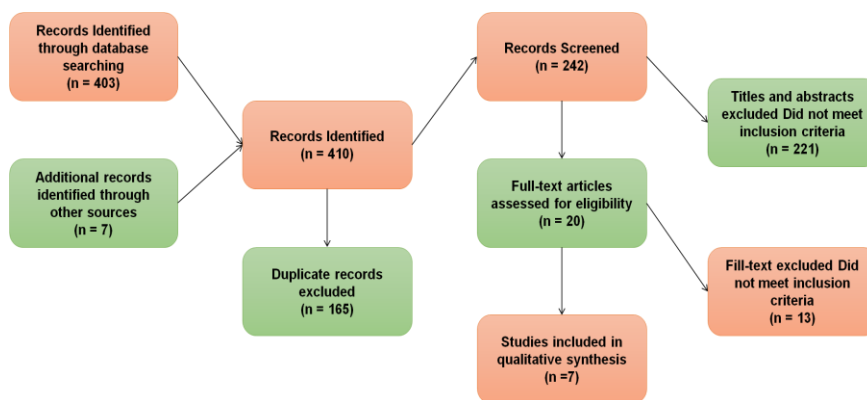 Records Identified
through database
searching
(n = 403)
Additional records
identified through
other sources
(n = 7)
Records Identified
(n = 410)
Duplicate records
excluded
(n = 165)
Records Screened
(n = 242)
Titles and abstracts
excluded Did not meet
inclusion criteria
(n = 221)
Full-text articles
assessed for eligibility
(n = 20)
Fill-text excluded Did
not meet inclusion
criteria
(n = 13)
Studies included in
qualitative synthesis
(n =7)